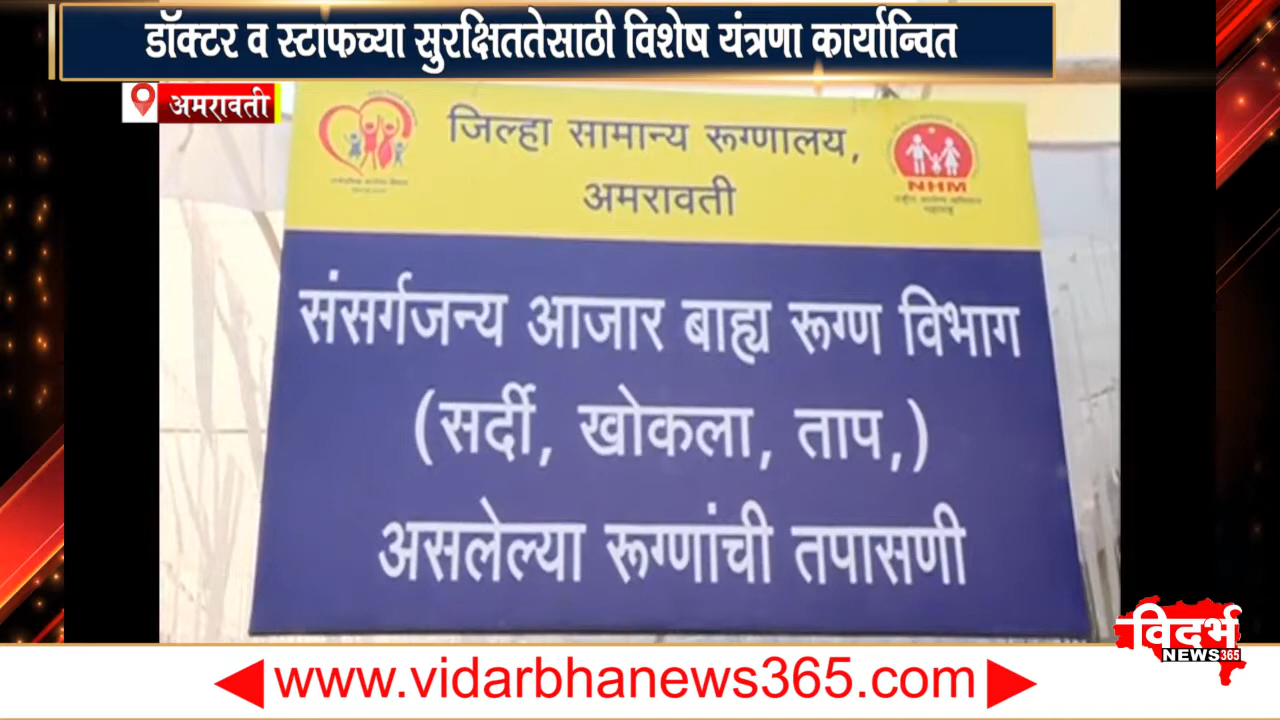 डॉक्टर व स्टाफच्या सुरक्षिततेसाठी विशेष यंत्रणा कार्यान्वित
अमरावती
जिल्हा सामान्य रूग्णालय,
अमरावती
NHM
संसर्गजन्य आजार बाह्य रूग्ण विभाग
(सर्दी, खोकला, ताप,)
असलेल्या रूग्णांची तपासणी
विदर्भ
NEWS365
www.vidarbhanews365.com